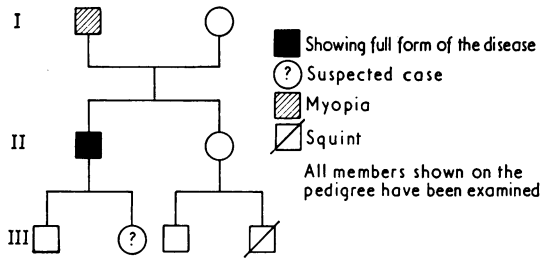 I
Showing full form of the disease
? Suspected case
Myopia
II
Squint
All members shown on the
pedigree have been examined
III
?